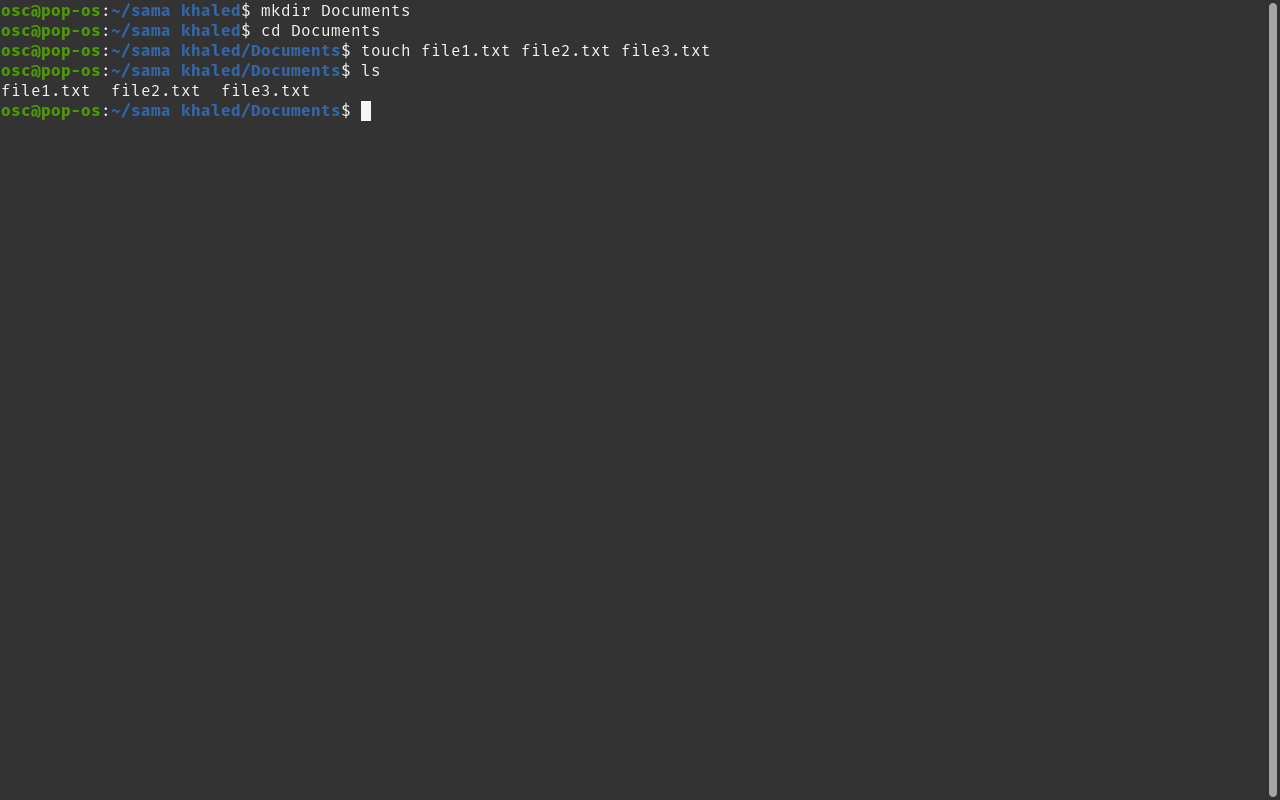 osc@pop-os:~/sama khaled$ mkdir Documents
osc@pop-os:~/sama khaled$ cd Documents
osc@pop-os:~/sama khaled/Documents$ touch file1.txt file2.txt file3.txt
osc@pop-os:~/sama khaled/Documents$ ls
file1.txt  file2.txt  file3.txt
osc@pop-os:~/sama khaled/Documents$